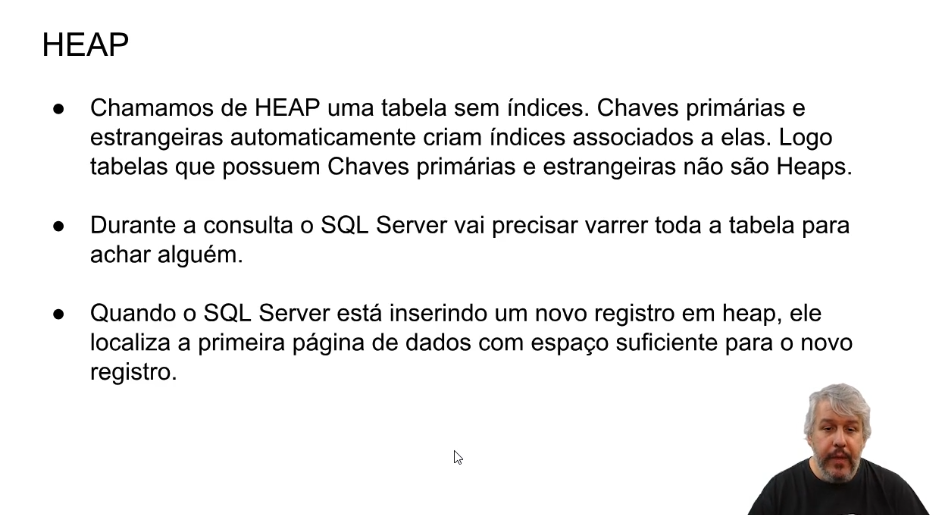 HEAP
● Chamamos de HEAP uma tabela sem índices. Chaves primárias e
estrangeiras automaticamente criam índices associados a elas. Logo
tabelas que possuem Chaves primárias e estrangeiras não são Heaps.
● Durante a consulta o SQL Server vai precisar varrer toda a tabela para
achar alguém.
● Quando o SQL Server está inserindo um novo registro em heap, ele
localiza a primeira página de dados com espaço suficiente para o novo
registro.